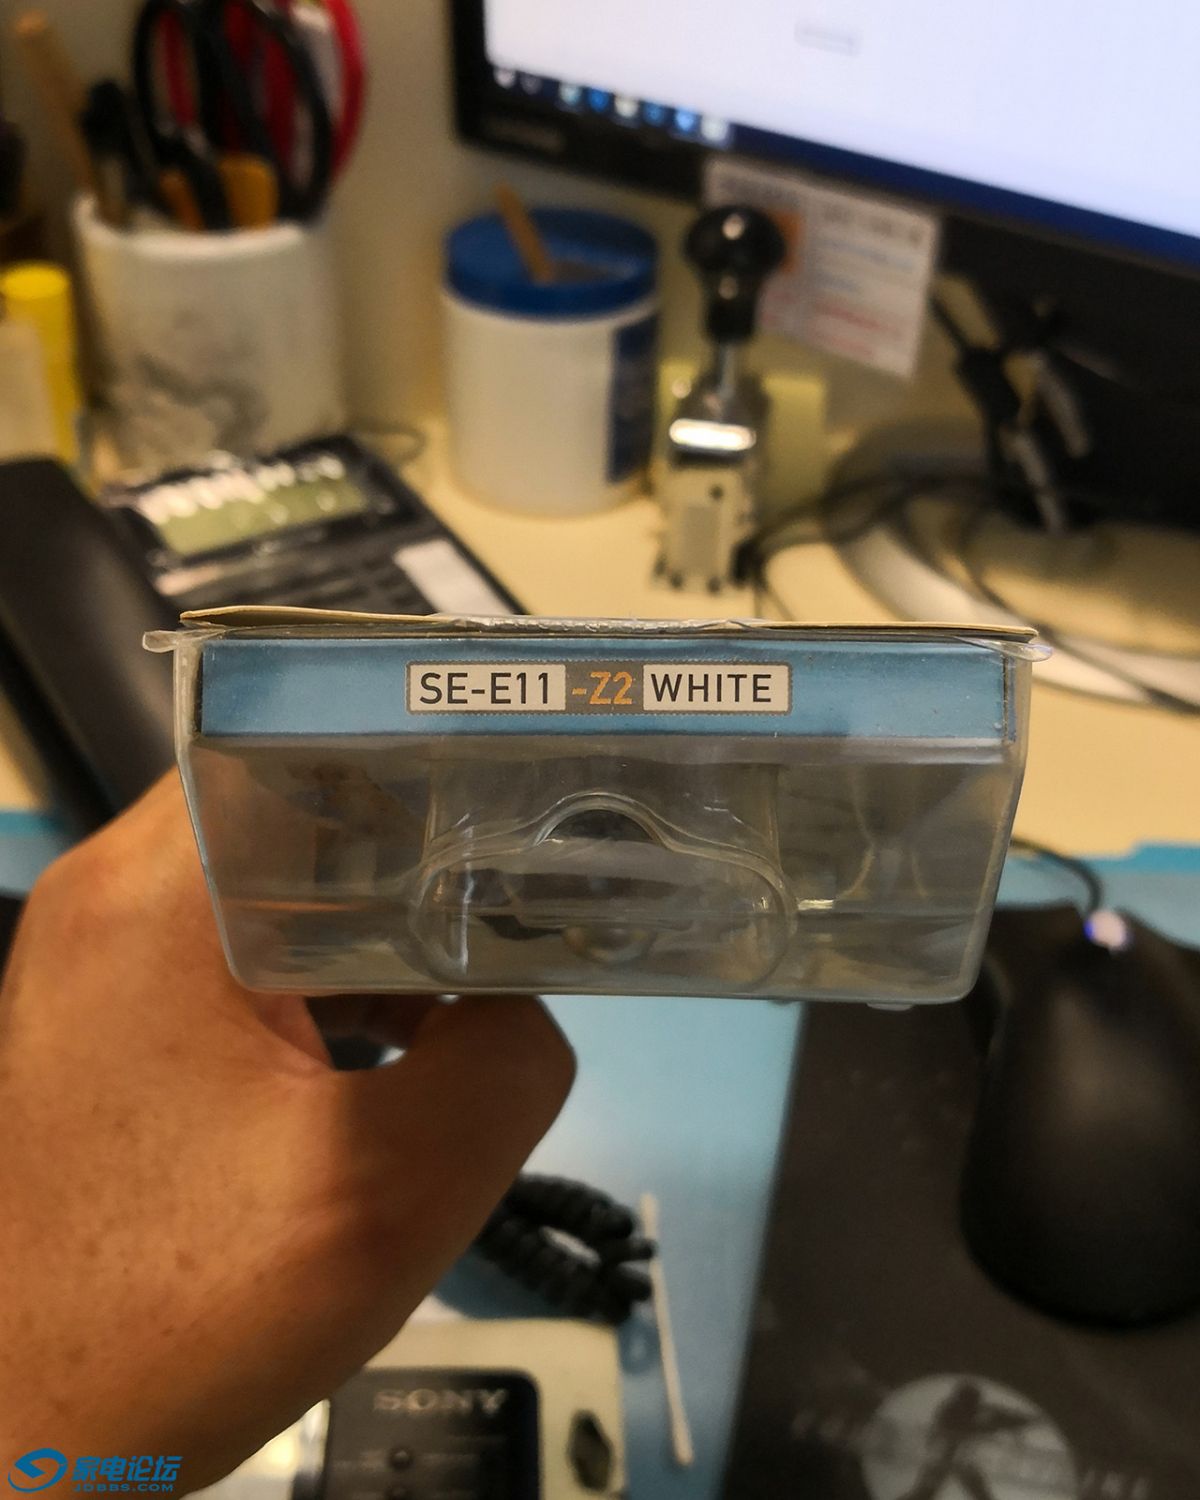 SE-E11 -Z2 WHITE
SONY
家电论坛
JDBBS.COM